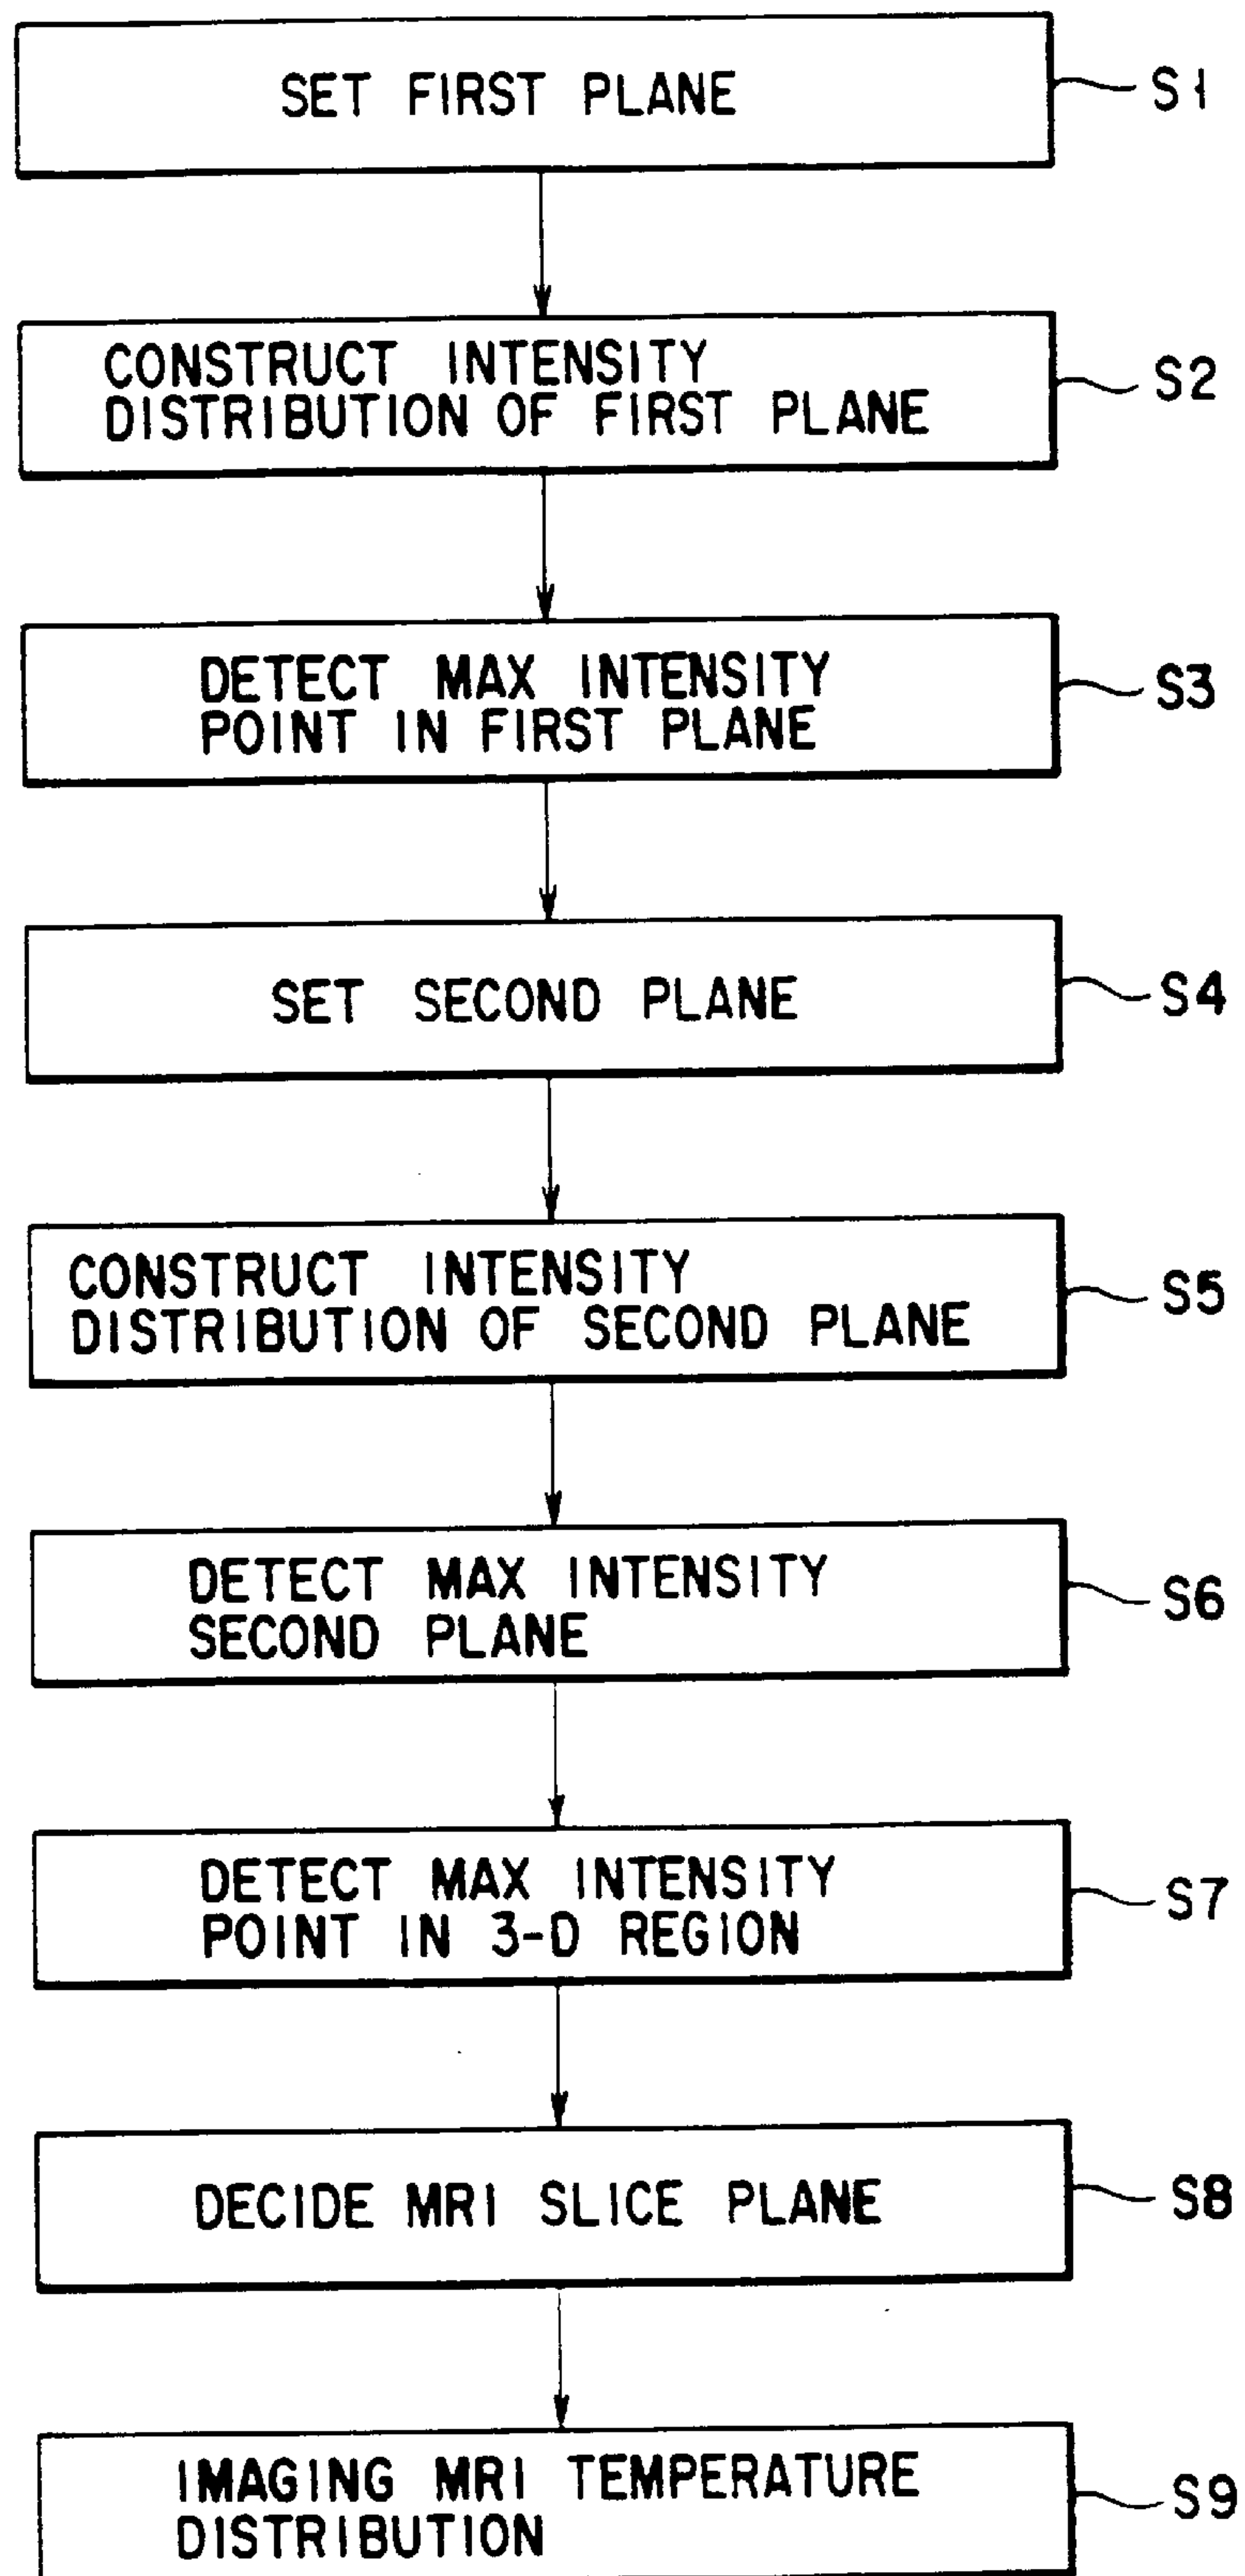 SET FIRST PLANE
S1
CONSTRUCT INTENSITY
DISTRIBUTION OF FIRST PLANE
S2
DETECT MAX INTENSITY
POINT IN FIRST PLANE
S3
SET SECOND PLANE
S4
CONSTRUCT INTENSITY
DISTRIBUTION OF SECOND PLANE
S5
DETECT MAX INTENSITY
SECOND PLANE
S6
DETECT MAX INTENSITY
POINT IN 3-D REGION
S7
DECIDE MRI SLICE PLANE
S8
IMAGING MRI TEMPERATURE
DISTRIBUTION
S9